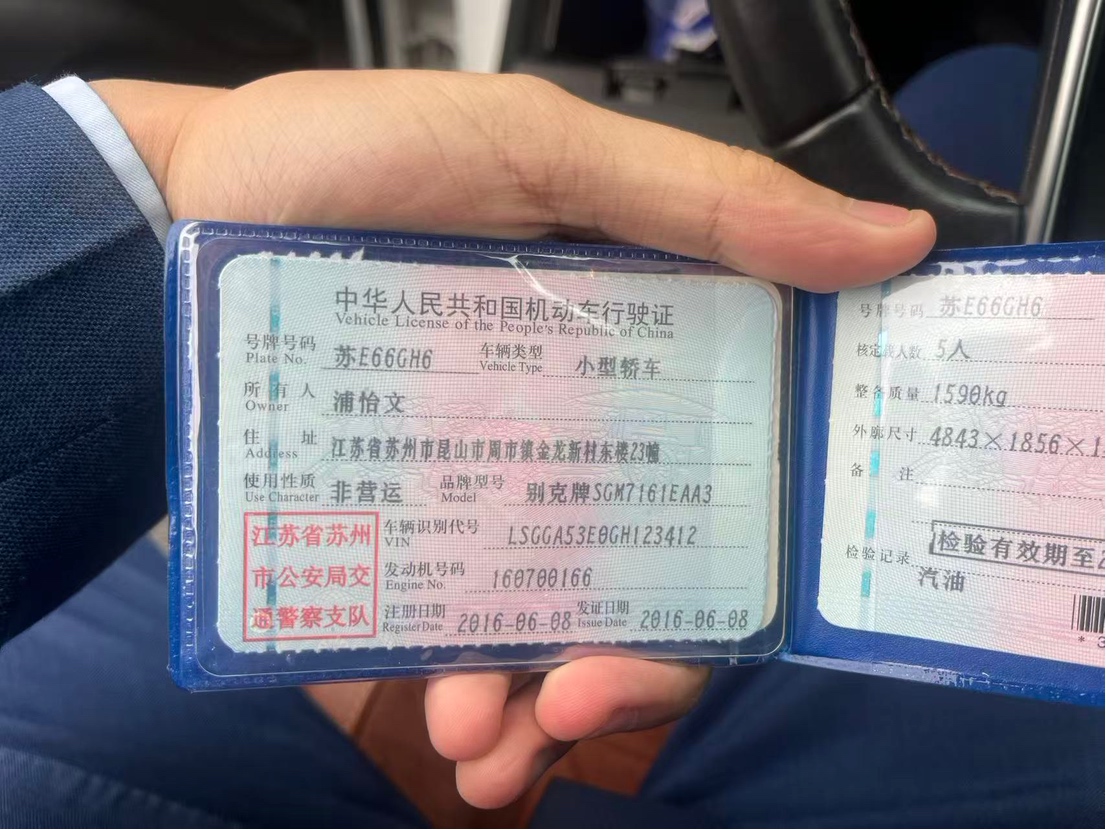 中华人民共和国机动车行驶证
Vehicle License of the People's Republic of China
号牌号码 苏E66GH6 车辆类型 小型轿车
Plate No. Vehicle Type
所有人 浦怡文
Owner
住址 江苏省苏州市昆山市周市镇金龙新村东楼23幢
Address
使用性质 非营运 品牌型号 别克牌SGM7161EAA3
Use Character Model
江苏省苏州
市公安局交
通警察支队
车辆识别代号 LSGGA53E0GH123412
VIN
发动机号码 160700166
Engine No.
注册日期 2016-06-08 发证日期 2016-06-08
Register Date Issue Date
号牌号码 苏E66GH6
核定载人数 5人
整备质量 1590kg
外廓尺寸 4843×1856×1
备注
检验有效期至2
检验记录
汽油
* 3